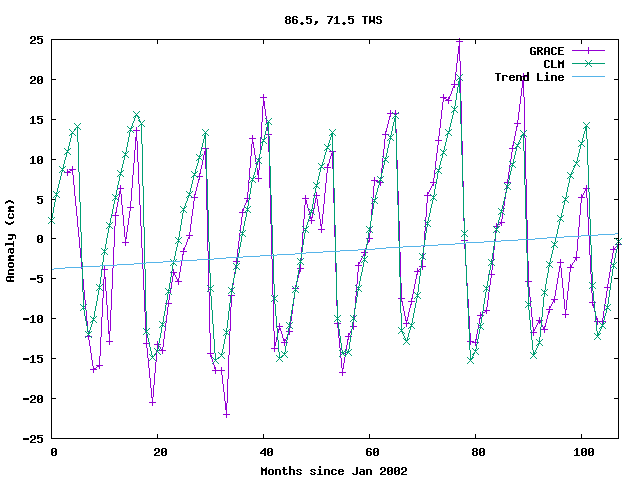 86.5, 71.5 TWS
GRACE
CLM
Trend Line
25
20
15
10
5
0
-5
-10
-15
-20
-25
Anomaly (cm)
0 20 40 60 80 100
Months since Jan 2002